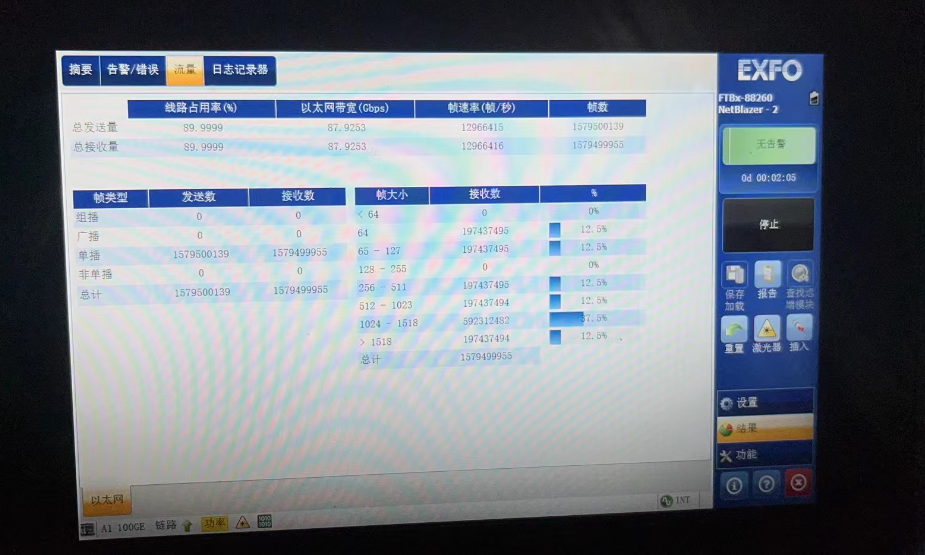 摘要 告警/错误 流量 日志记录器
EXFO
FTBx-88260
NetBlazer - 2
无告警
0d 00:02:05
停止
线路占用率(%) 以太网带宽(Gbps) 帧速率(帧/秒) 帧数
总发送量 89.9999 87.9253 12966415 1579500139
总接收量 89.9999 87.9253 12966416 1579499955
帧类型 发送数 接收数
组播 0 0
广播 0 0
单播 1579500139 1579499955
非单播 0 0
总计 1579500139 1579499955
帧大小 接收数 %
< 64 0 0%
64 197437495 12.5%
65 - 127 197437495 12.5%
128 - 255 0 0%
256 - 511 197437495 12.5%
512 - 1023 197437494 12.5%
1024 - 1518 592312482 37.5%
> 1518 197437494 12.5%
总计 1579499955
保存 报告 查找远
加载 端模块
重置 激光器 插入
设置
结果
功能
以太网
INT
A1 100GE 链路 功率